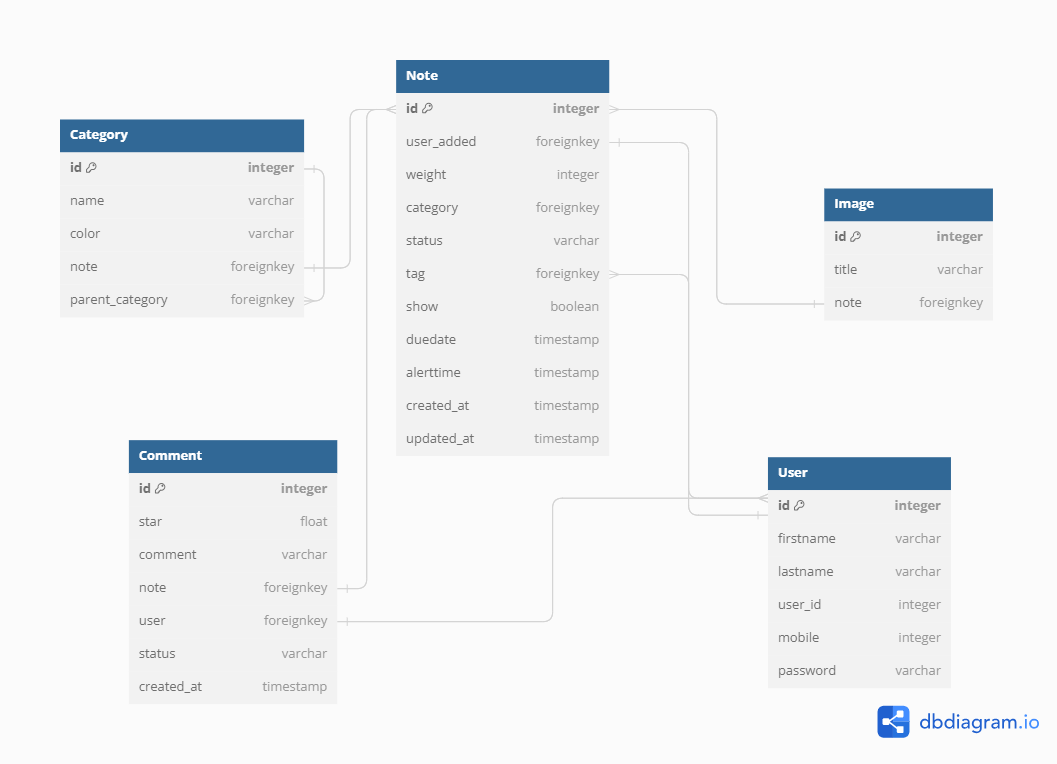 Note
id integer
user_added foreignkey
weight integer
category foreignkey
status varchar
tag foreignkey
show boolean
duedate timestamp
alerttime timestamp
created_at timestamp
updated_at timestamp
Category
id integer
name varchar
color varchar
note foreignkey
parent_category foreignkey
Image
id integer
title varchar
note foreignkey
Comment
id integer
star float
comment varchar
note foreignkey
user foreignkey
status varchar
created_at timestamp
User
id integer
firstname varchar
lastname varchar
user_id integer
mobile integer
password varchar
dbdiagram.io